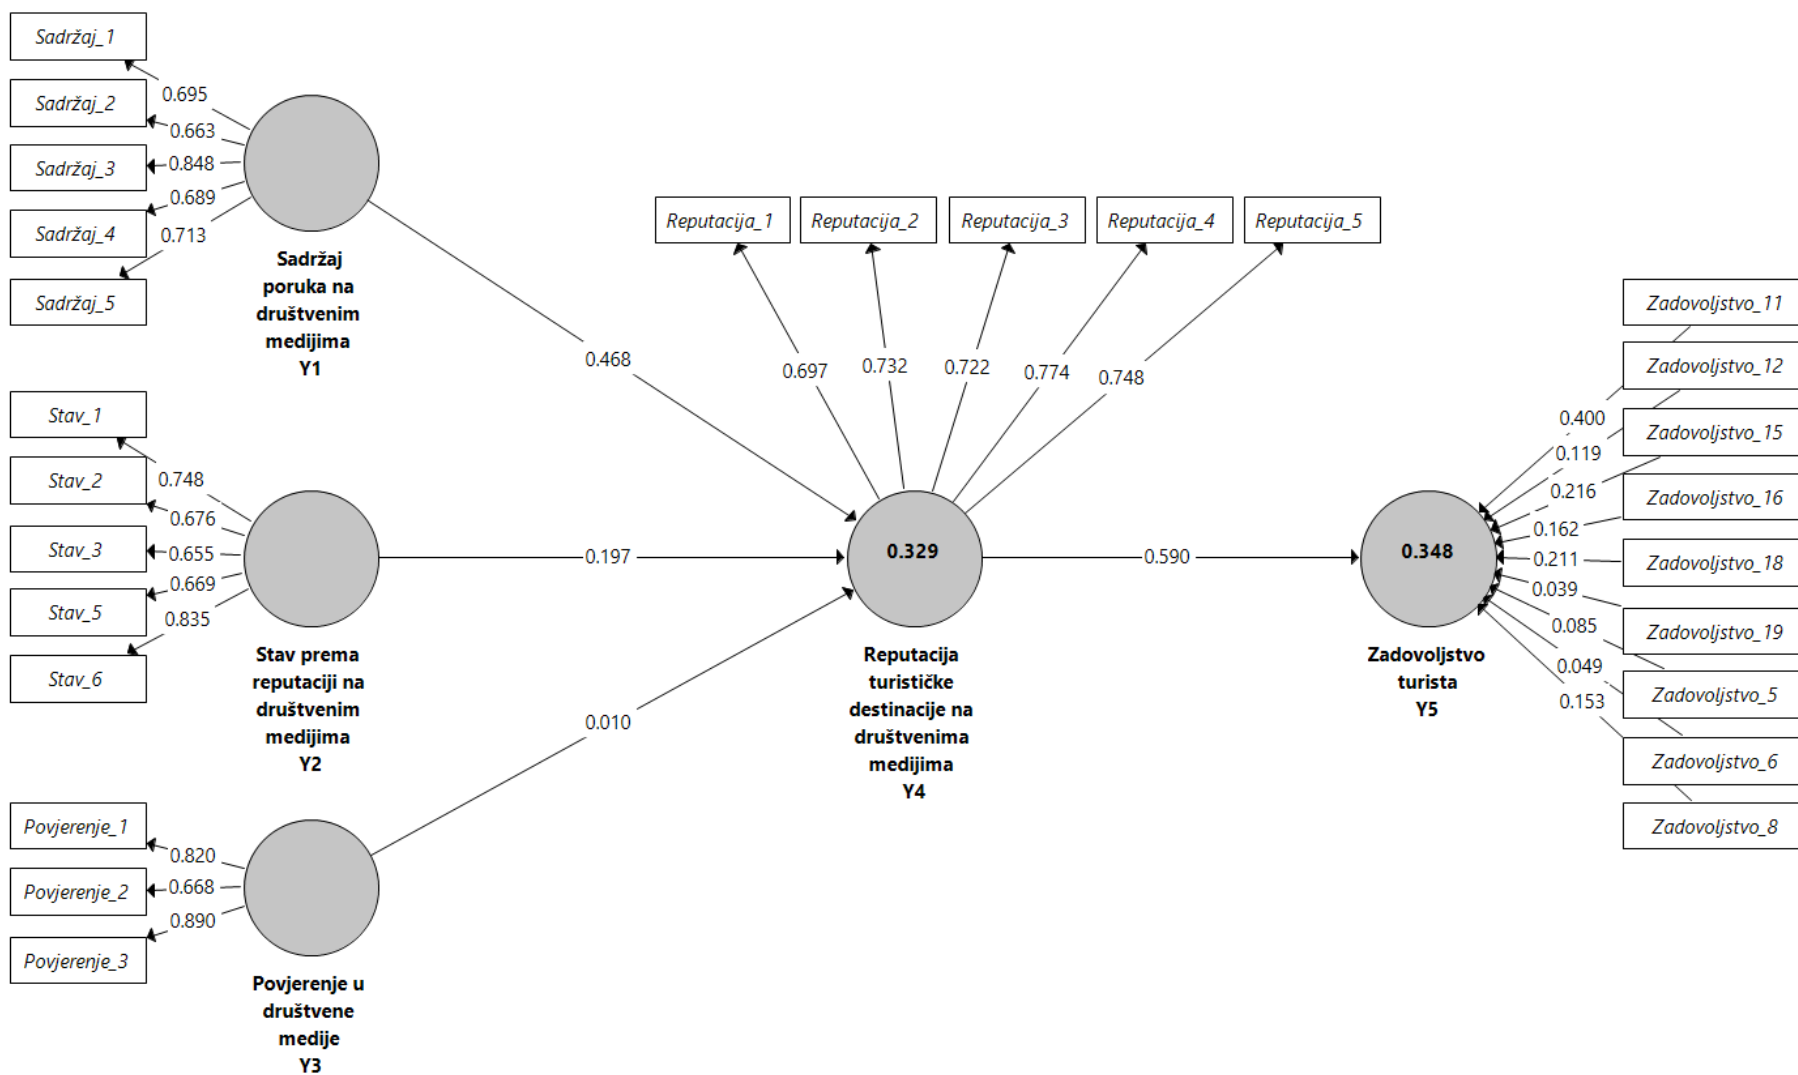 Sadržaj_1
Sadržaj_2
Sadržaj_3
Sadržaj_4
Sadržaj_5
0.695
0.663
0.848
0.689
0.713
Sadržaj
poruka na
društvenim
medijima
Y1
Stav_1
Stav_2
Stav_3
Stav_5
Stav_6
0.748
0.676
0.655
0.669
0.835
Stav prema
reputaciji na
društvenim
medijima
Y2
Povjerenje_1
Povjerenje_2
Povjerenje_3
0.820
0.668
0.890
Povjerenje u
društvene
medije
Y3
0.468
0.197
0.010
Reputacija_1
Reputacija_2
Reputacija_3
Reputacija_4
Reputacija_5
0.697
0.732
0.722
0.774
0.748
0.329
Reputacija
turističke
destinacije na
društvenima
medijima
Y4
0.590
0.348
Zadovoljstvo
turista
Y5
0.400
0.119
0.216
0.162
0.211
0.039
0.085
0.049
0.153
Zadovoljstvo_11
Zadovoljstvo_12
Zadovoljstvo_15
Zadovoljstvo_16
Zadovoljstvo_18
Zadovoljstvo_19
Zadovoljstvo_5
Zadovoljstvo_6
Zadovoljstvo_8